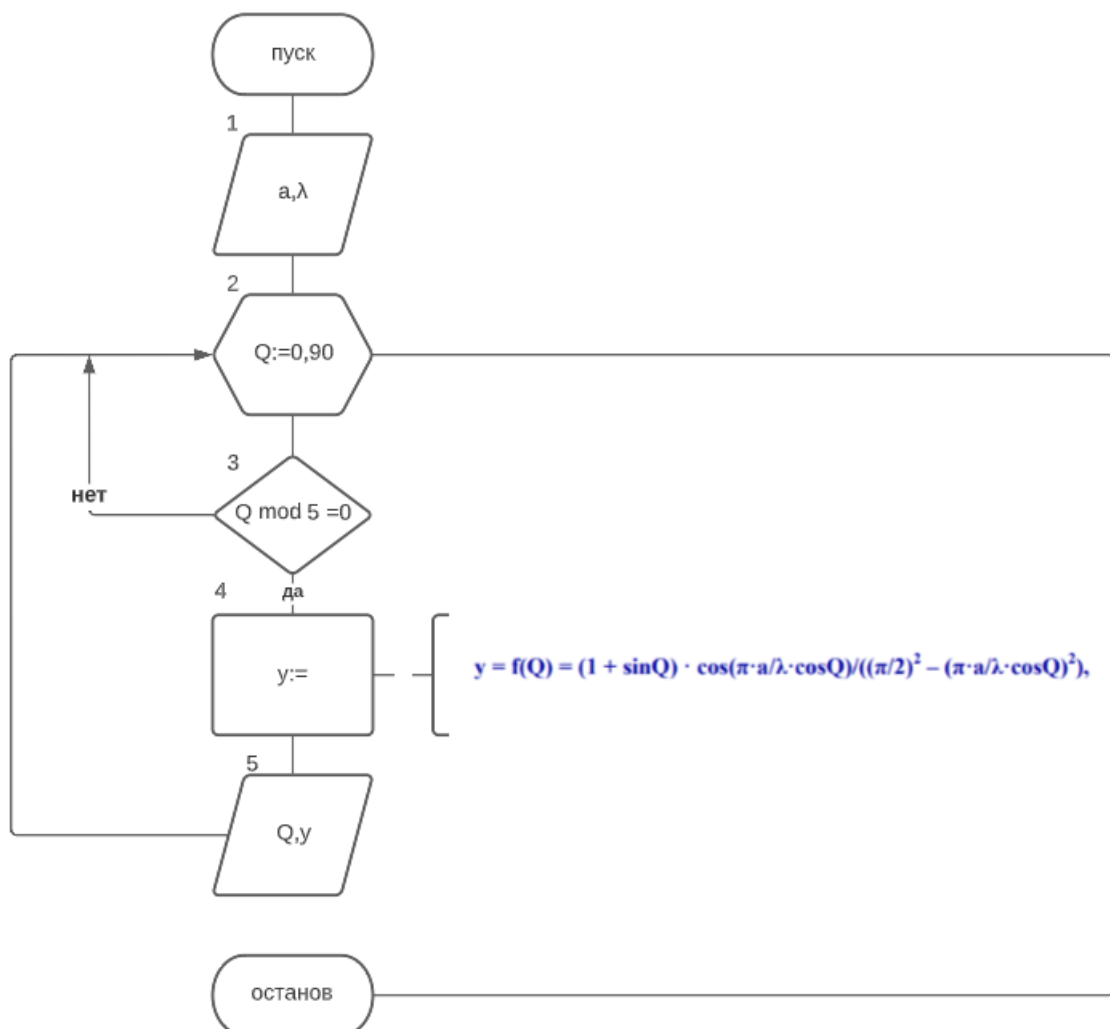 пуск
1
a,λ
2
Q:=0,90
3
нет
Q mod 5 =0
4
да
y:=
y = f(Q) = (1 + sinQ) · cos(π·a/λ·cosQ)/((π/2)² – (π·a/λ·cosQ)²),
5
Q,y
останов